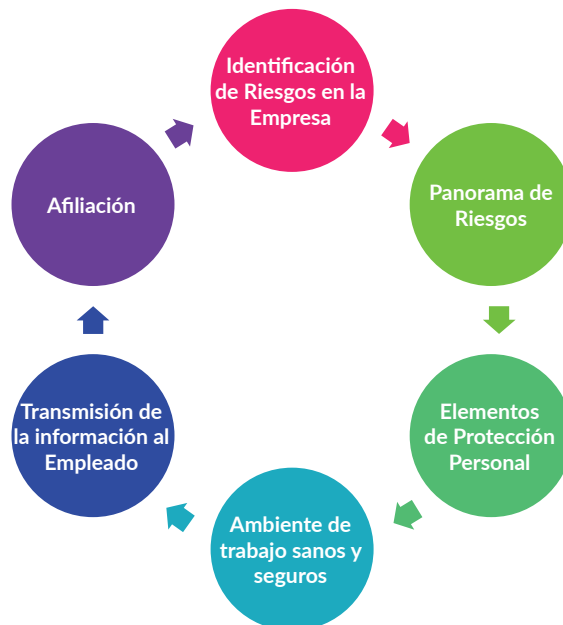 Identificación
de Riesgos en la
Empresa
Panorama de
Riesgos
Elementos
de Protección
Personal
Ambiente de
trabajo sanos y
seguros
Transmisión de
la información al
Empleado
Afiliación